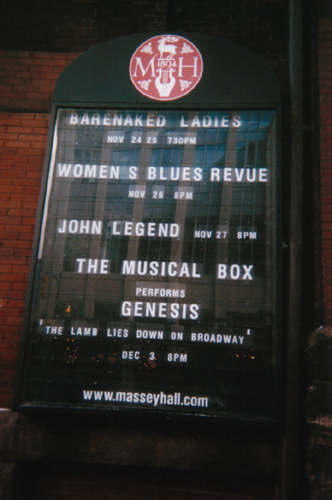 M H
1894
BARENAKED LADIES
NOV 24 25 730PM
WOMEN S BLUES REVUE
NOV 26 8PM
JOHN LEGEND NOV 27 8PM
THE MUSICAL BOX
PERFORMS
GENESIS
'THE LAMB LIES DOWN ON BROADWAY'
DEC 3 8PM
www.masseyhall.com